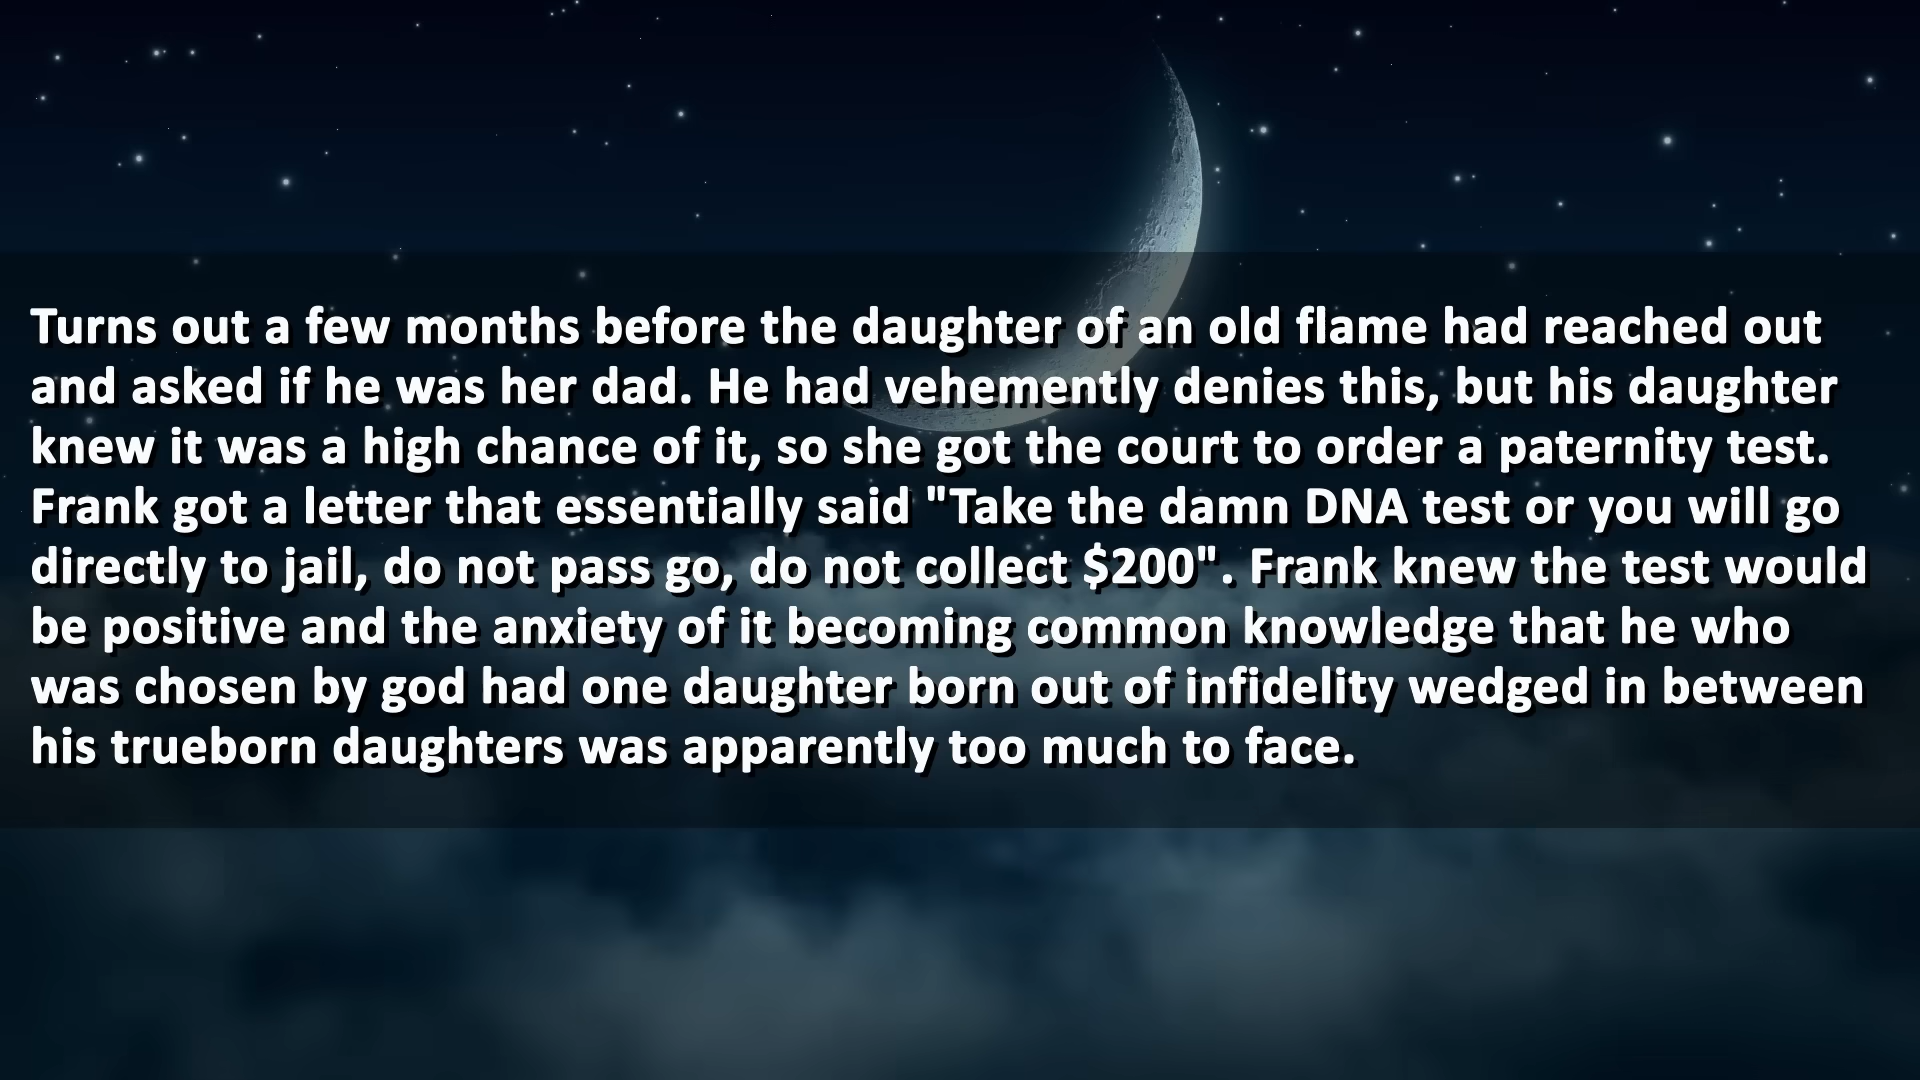 Turns out a few months before the daughter of an old flame had reached out
and asked if he was her dad. He had vehemently denies this, but his daughter
knew it was a high chance of it, so she got the court to order a paternity test.
Frank got a letter that essentially said "Take the damn DNA test or you will go
directly to jail, do not pass go, do not collect $200". Frank knew the test would
be positive and the anxiety of it becoming common knowledge that he who
was chosen by god had one daughter born out of infidelity wedged in between
his trueborn daughters was apparently too much to face.